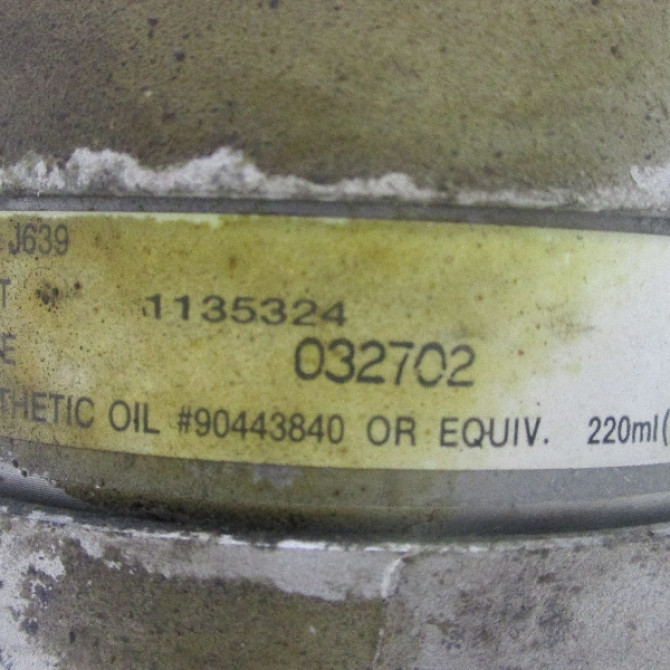 J639
T 1135324
E 032702
THETIC OIL #90443840 OR EQUIV. 220ml(